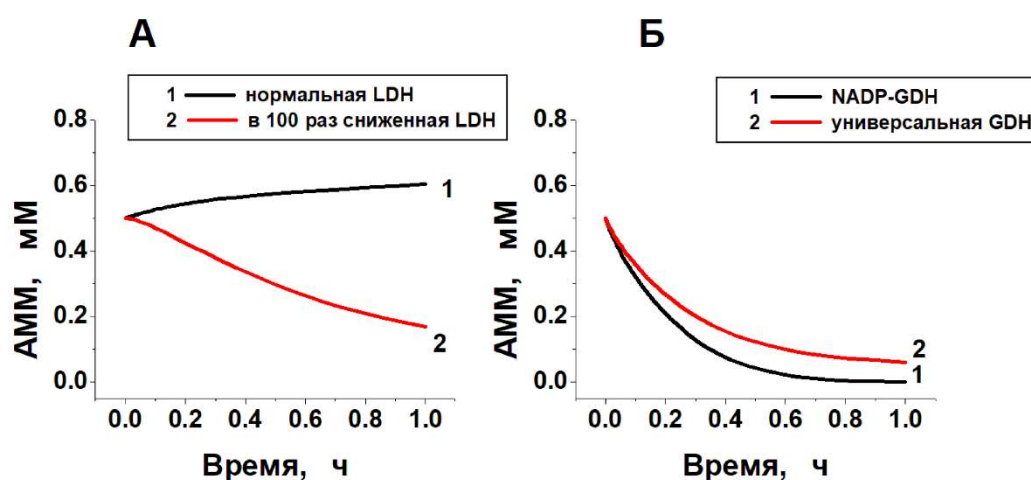 А
1 нормальная LDH
2 в 100 раз сниженная LDH
0.8
0.6
0.4
0.2
0.0
АММ, мМ
1
2
0.0 0.2 0.4 0.6 0.8 1.0
Время, ч
Б
1 NADP-GDH
2 универсальная GDH
0.8
0.6
0.4
0.2
0.0
АММ, мМ
2
1
0.0 0.2 0.4 0.6 0.8 1.0
Время, ч